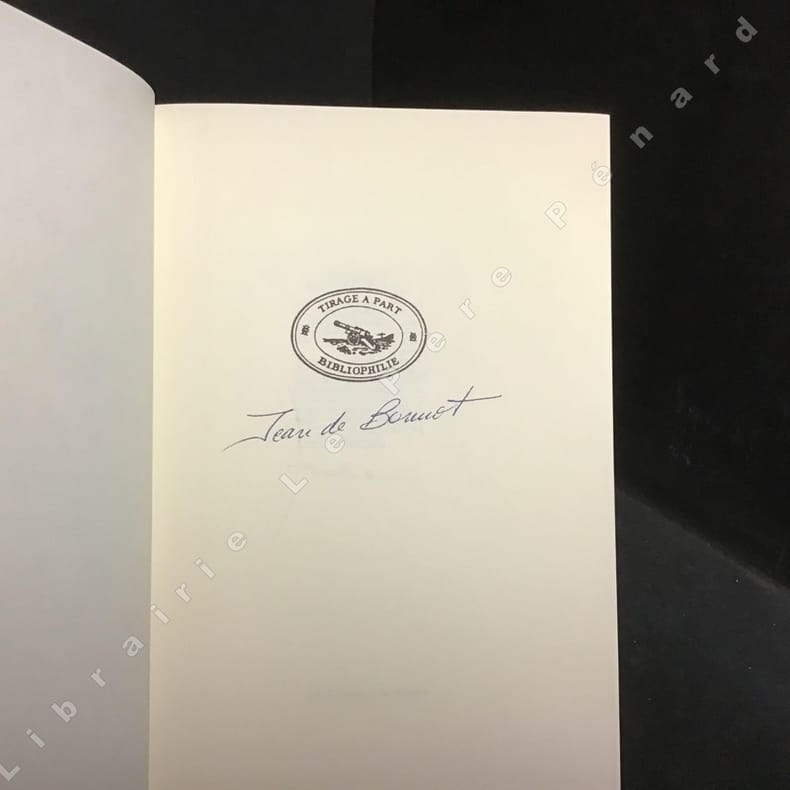 TIRAGE A PART
BIBLIOPHILIE
Jean de Bonnot
Librairie Le Père Pénard